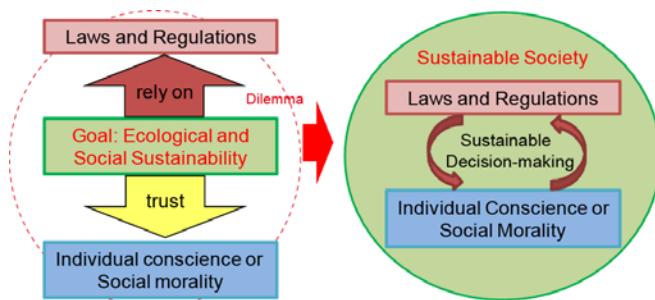 Laws and Regulations
rely on
Dilemma
Goal: Ecological and
Social Sustainability
trust
Individual conscience or
Social morality
Sustainable Society
Laws and Regulations
Sustainable
Decision-making
Individual Conscience or
Social Morality